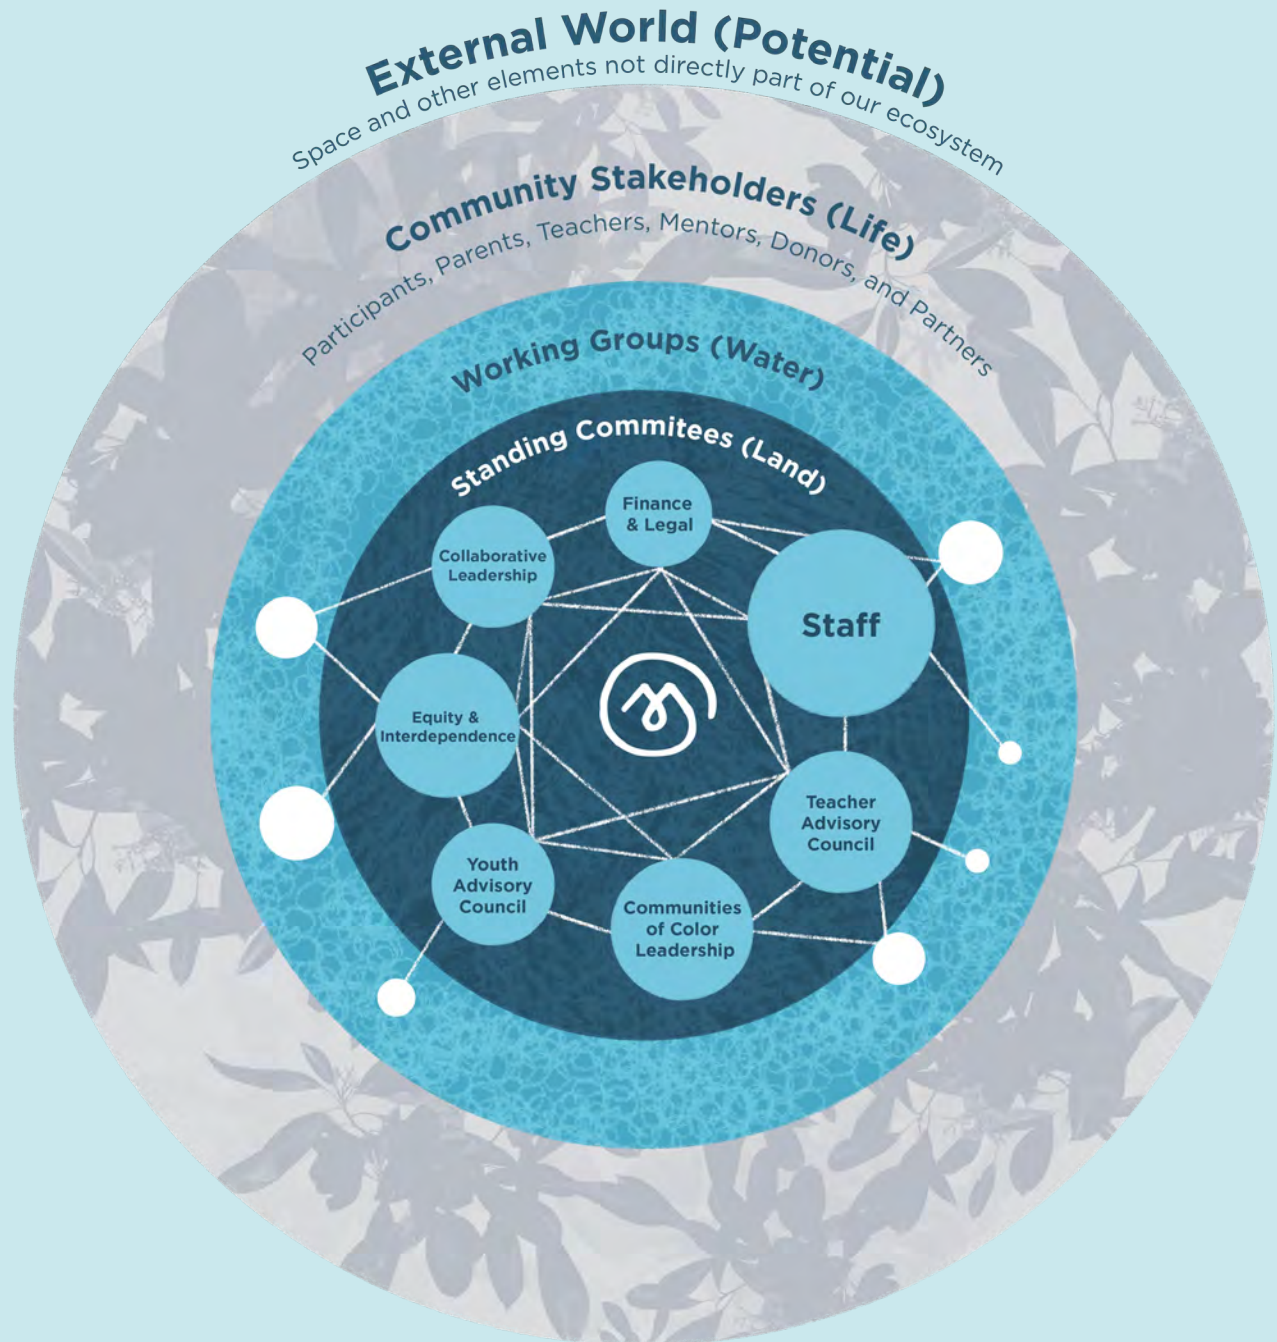 External World (Potential)
Space and other elements not directly part of our ecosystem
Community Stakeholders (Life)
Participants, Parents, Teachers, Mentors, Donors, and Partners
Working Groups (Water)
Standing Commitees (Land)
Finance
& Legal
Collaborative
Leadership
Staff
Equity &
Interdependence
Teacher
Advisory
Council
Youth
Advisory
Council
Communities
of Color
Leadership